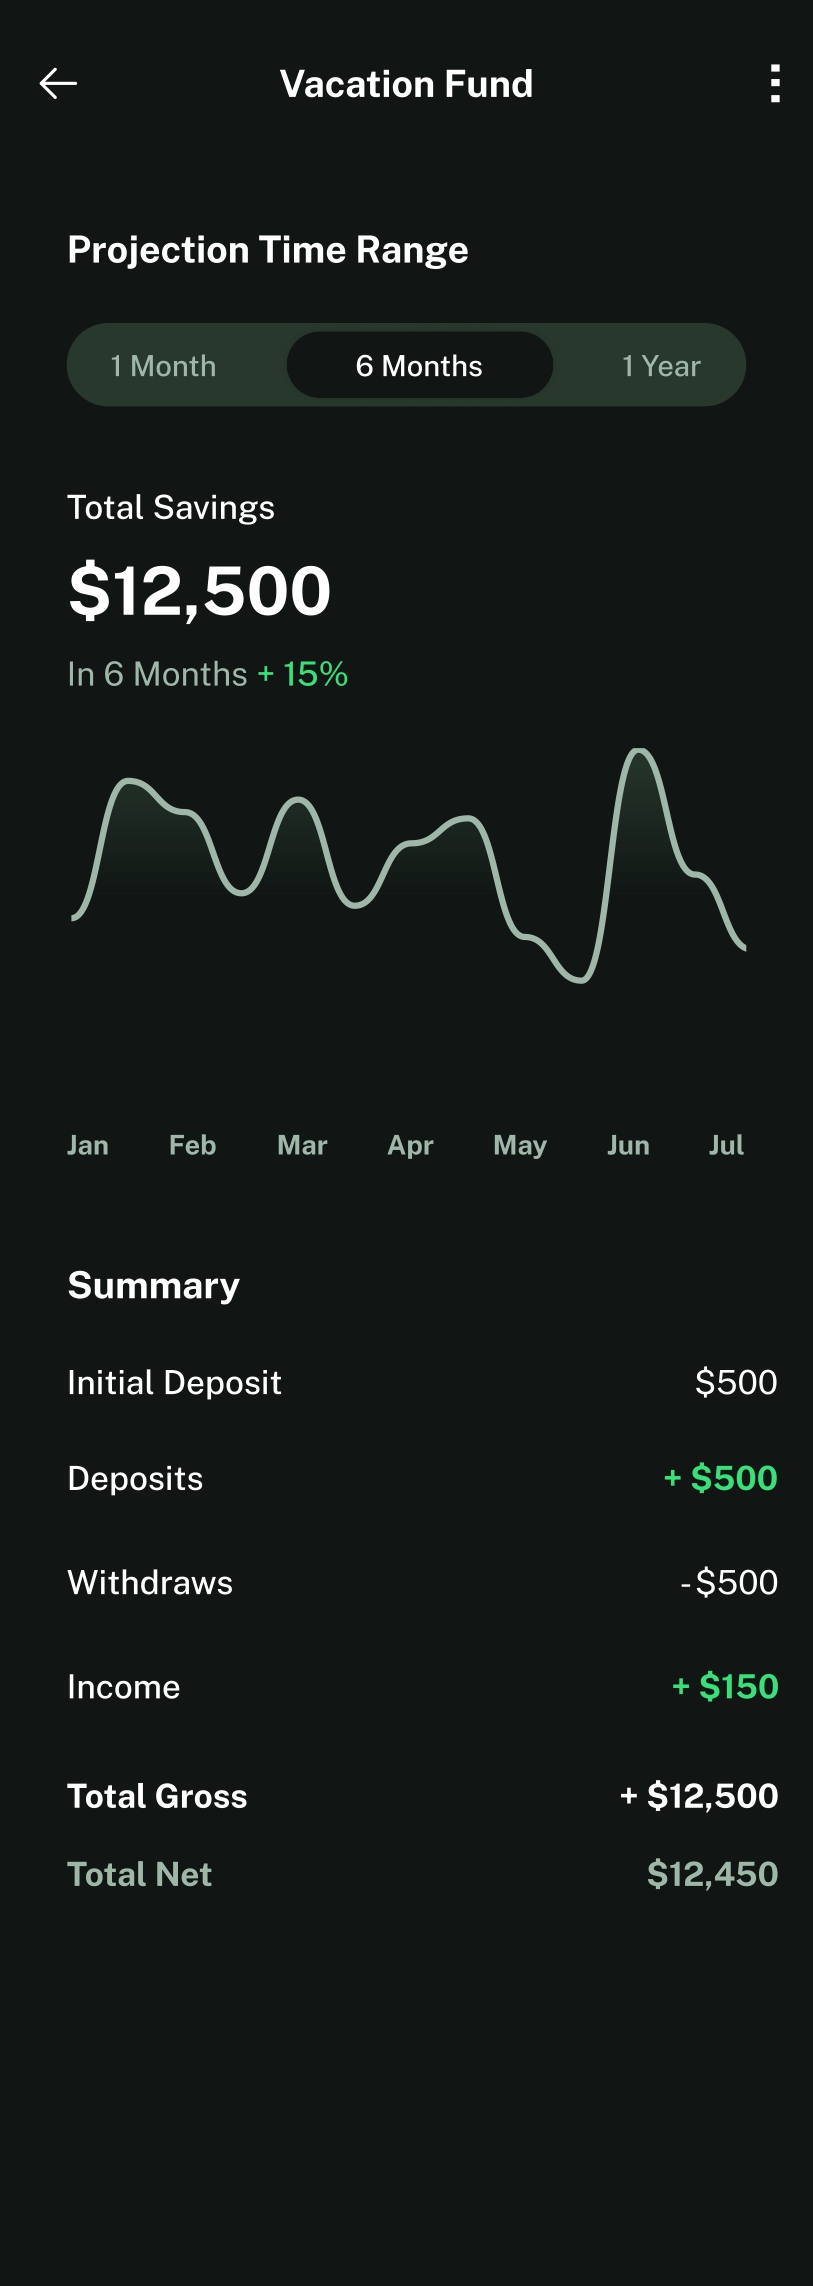 Vacation Fund
Projection Time Range
1 Month 6 Months 1 Year
Total Savings
$12,500
In 6 Months + 15%
Jan Feb Mar Apr May Jun Jul
Summary
Initial Deposit $500
Deposits + $500
Withdraws -$500
Income + $150
Total Gross + $12,500
Total Net $12,450